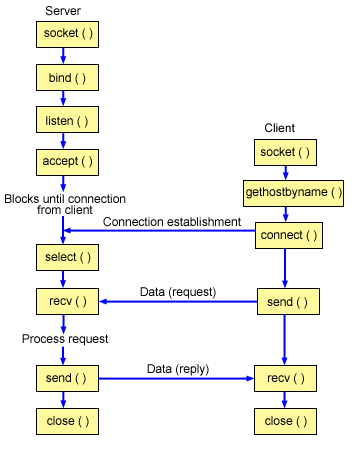 Server
socket ( )
bind ( )
listen ( )
accept ( )
Blocks until connection
from client
select ( )
recv ( )
Process request
send ( )
close ( )
Client
socket ( )
gethostbyname ( )
connect ( )
send ( )
recv ( )
close ( )
Connection establishment
Data (request)
Data (reply)